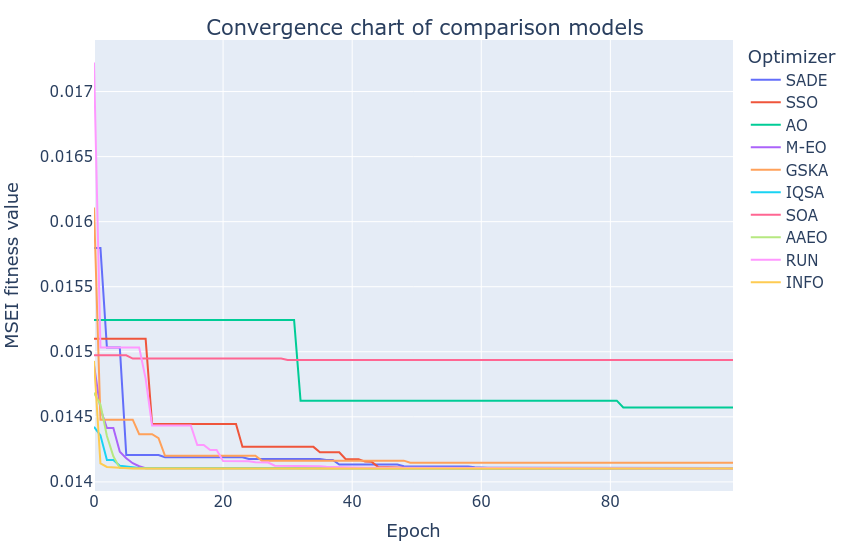 Convergence chart of comparison models
MSEI fitness value
0.017
0.0165
0.016
0.0155
0.015
0.0145
0.014
0
20
40
60
80
Epoch
Optimizer
SADE
SSO
AO
M-EO
GSKA
IQSA
SOA
AAEO
RUN
INFO